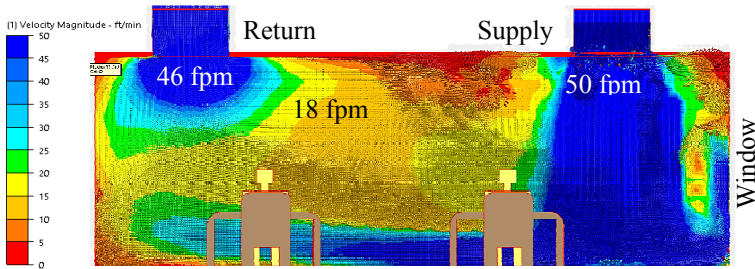 (1) Velocity Magnitude - ft/min
50
45
40
35
30
25
20
15
10
5
0
Return
Supply
46 fpm
50 fpm
18 fpm
Window